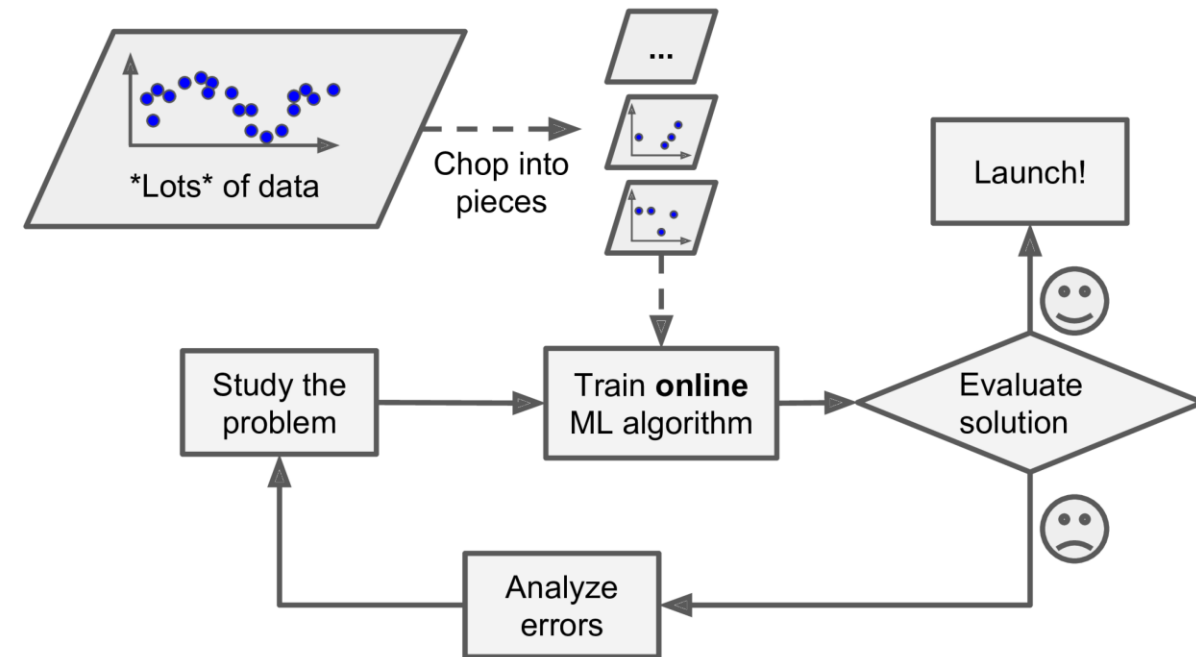 ...
*Lots* of data
Chop into
pieces
Launch!
Study the
problem
Train online
ML algorithm
Evaluate
solution
Analyze
errors